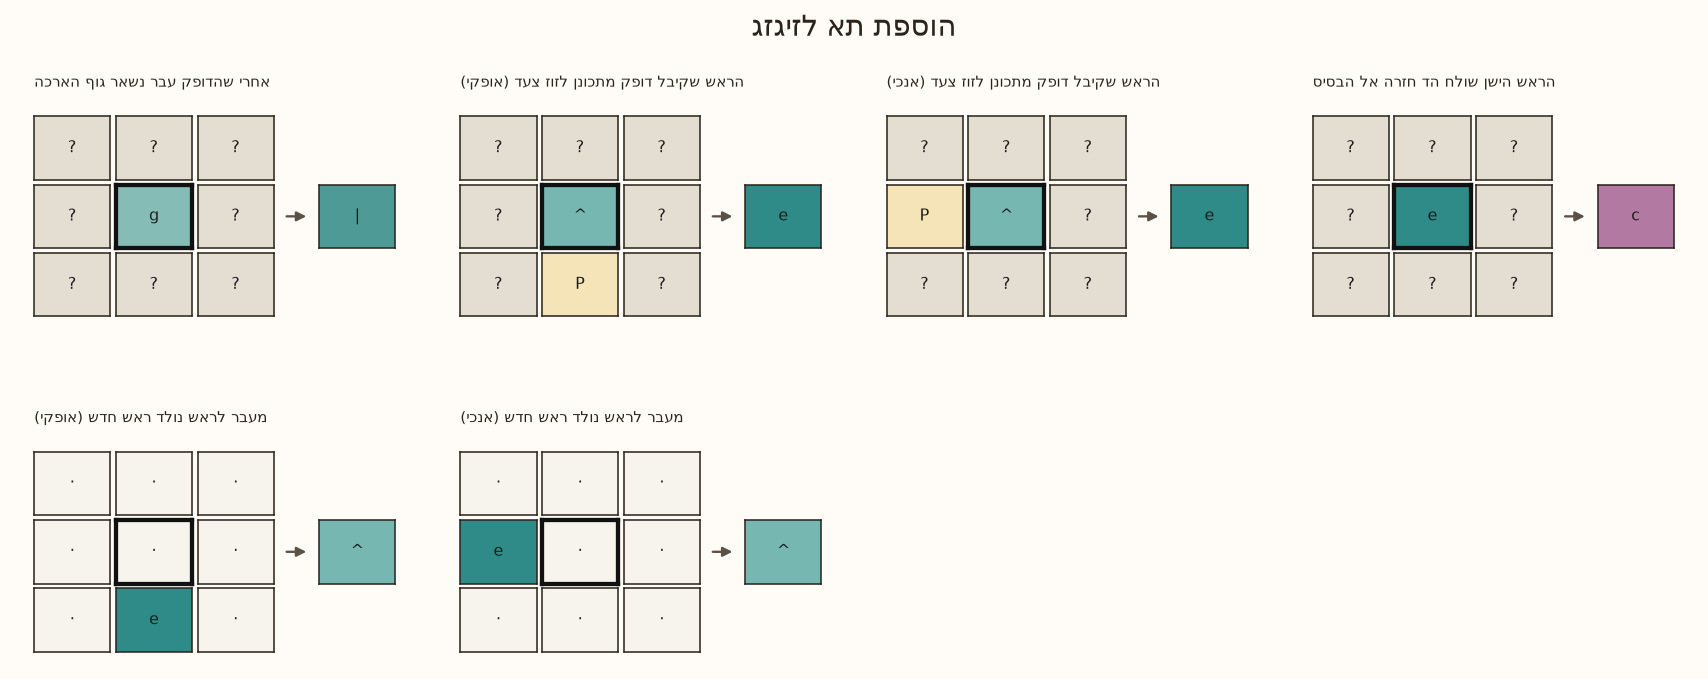 הוספת תא לזיגזג
אחרי שהדופק עבר נשאר גוף הארכה
? ? ?
? g ? |
? ? ?
הראש שקיבל דופק מתכונן לזוז צעד (אופקי)
? ? ?
? ^ ? e
? P ?
הראש שקיבל דופק מתכונן לזוז צעד (אנכי)
? ? ?
P ^ ? e
? ? ?
הראש הישן שולח הד חזרה אל הבסיס
? ? ?
? e ? c
? ? ?
מעבר לראש נולד ראש חדש (אופקי)
· · ·
· · · ^
· e ·
מעבר לראש נולד ראש חדש (אנכי)
· · ·
e · · ^
· · ·